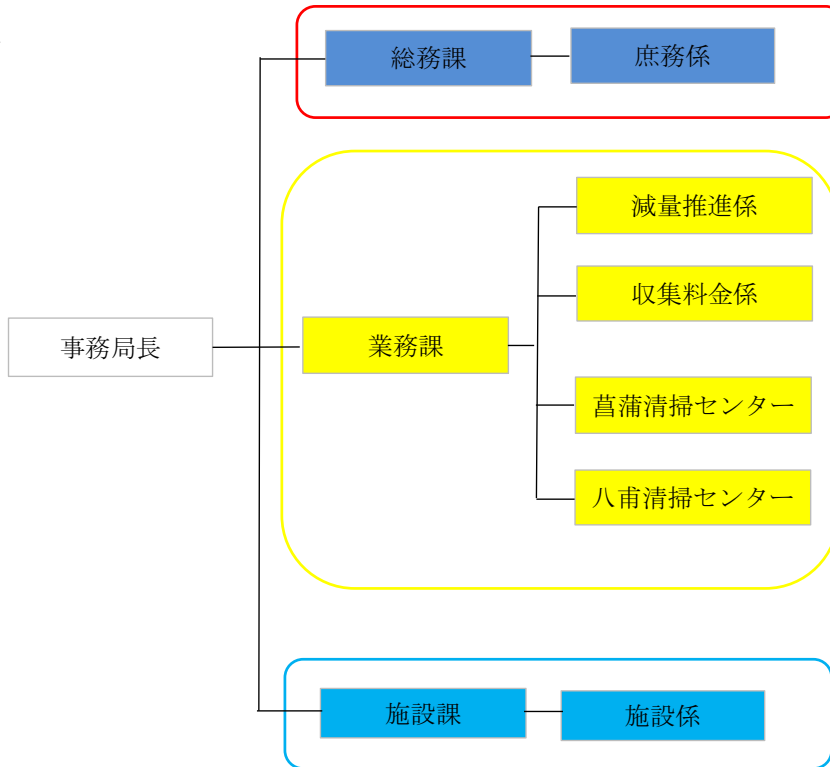 総務課
庶務係
減量推進係
収集料金係
事務局長
業務課
菖蒲清掃センター
八甫清掃センター
施設課
施設係